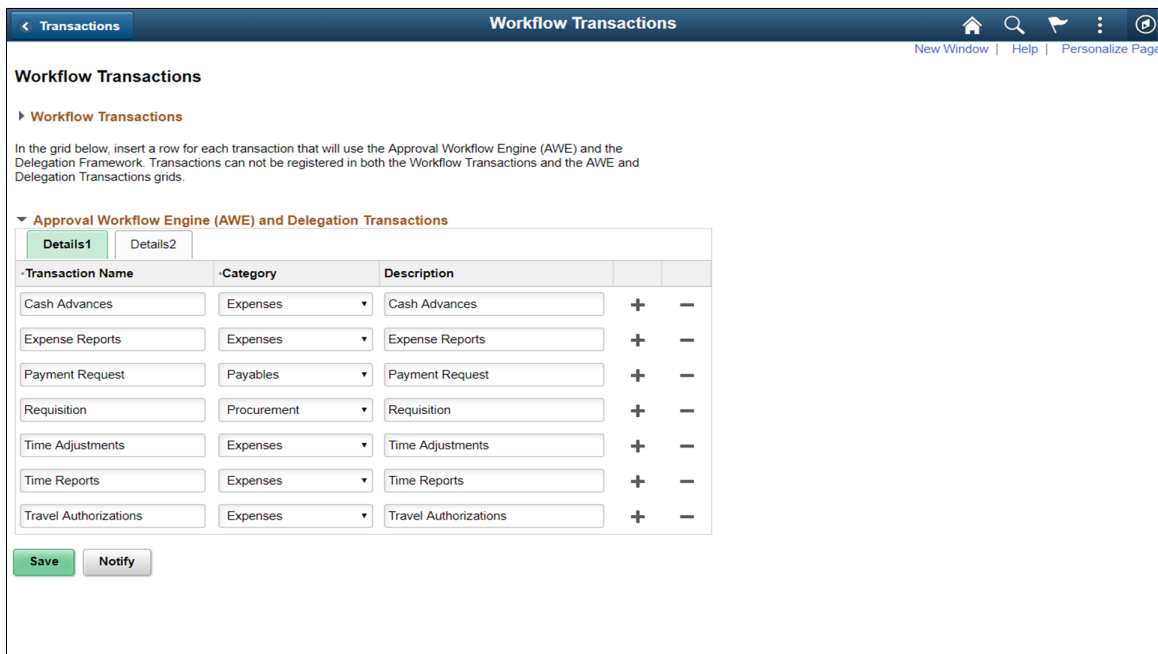 Transactions
Workflow Transactions
New Window | Help | Personalize Page
Workflow Transactions
Workflow Transactions
In the grid below, insert a row for each transaction that will use the Approval Workflow Engine (AWE) and the
Delegation Framework. Transactions can not be registered in both the Workflow Transactions and the AWE and
Delegation Transactions grids.
Approval Workflow Engine (AWE) and Delegation Transactions
Details1 Details2
*Transaction Name *Category Description
Cash Advances Expenses Cash Advances
Expense Reports Expenses Expense Reports
Payment Request Payables Payment Request
Requisition Procurement Requisition
Time Adjustments Expenses Time Adjustments
Time Reports Expenses Time Reports
Travel Authorizations Expenses Travel Authorizations
Save Notify